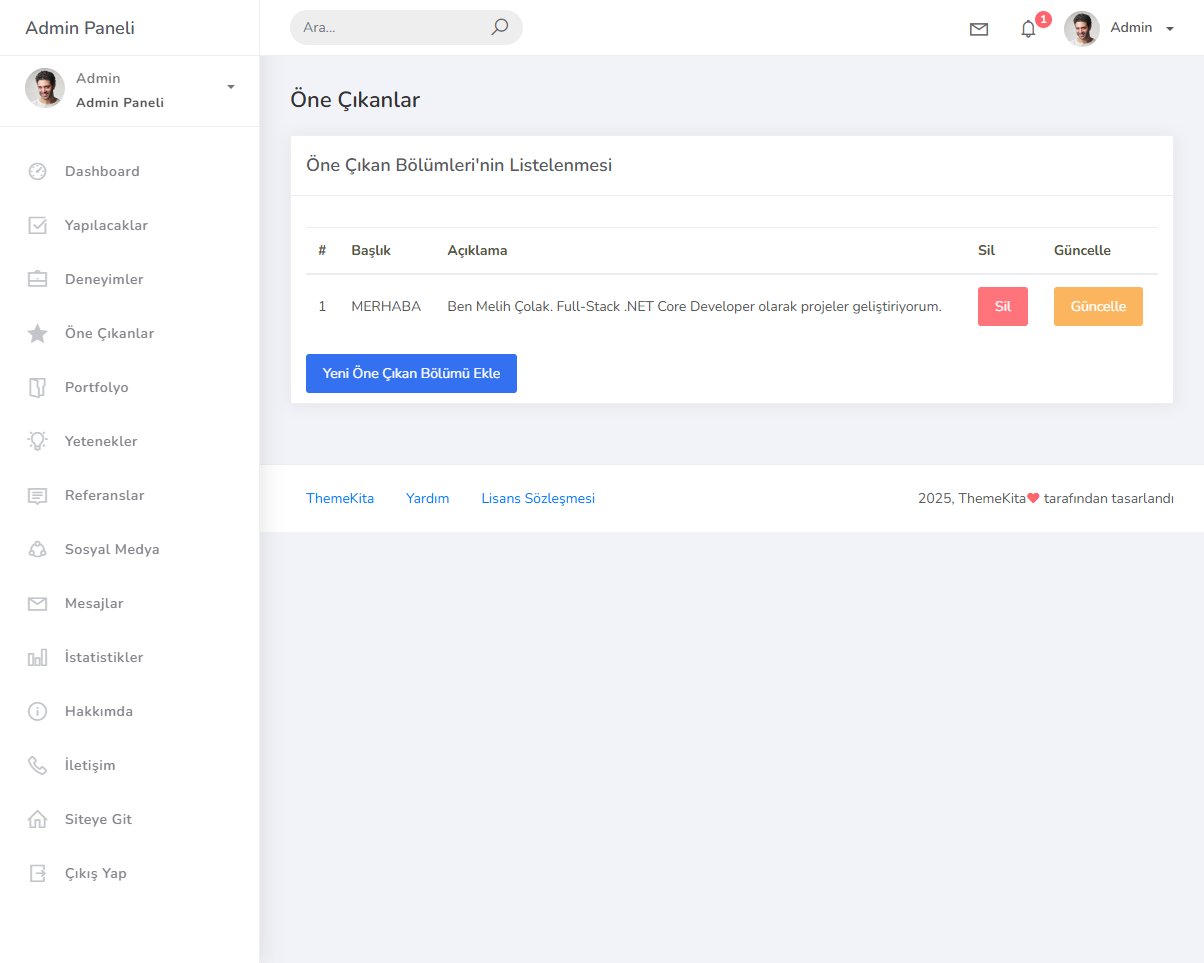 Admin Paneli
Ara...
1
Admin
Admin
Admin Paneli
Dashboard
Yapılacaklar
Deneyimler
Öne Çıkanlar
Portfolyo
Yetenekler
Referanslar
Sosyal Medya
Mesajlar
İstatistikler
Hakkımda
İletişim
Siteye Git
Çıkış Yap
Öne Çıkanlar
Öne Çıkan Bölümleri'nin Listelenmesi
# Başlık Açıklama Sil Güncelle
1 MERHABA Ben Melih Çolak. Full-Stack .NET Core Developer olarak projeler geliştiriyorum. Sil Güncelle
Yeni Öne Çıkan Bölümü Ekle
ThemeKita Yardım Lisans Sözleşmesi 2025, ThemeKita tarafından tasarlandı